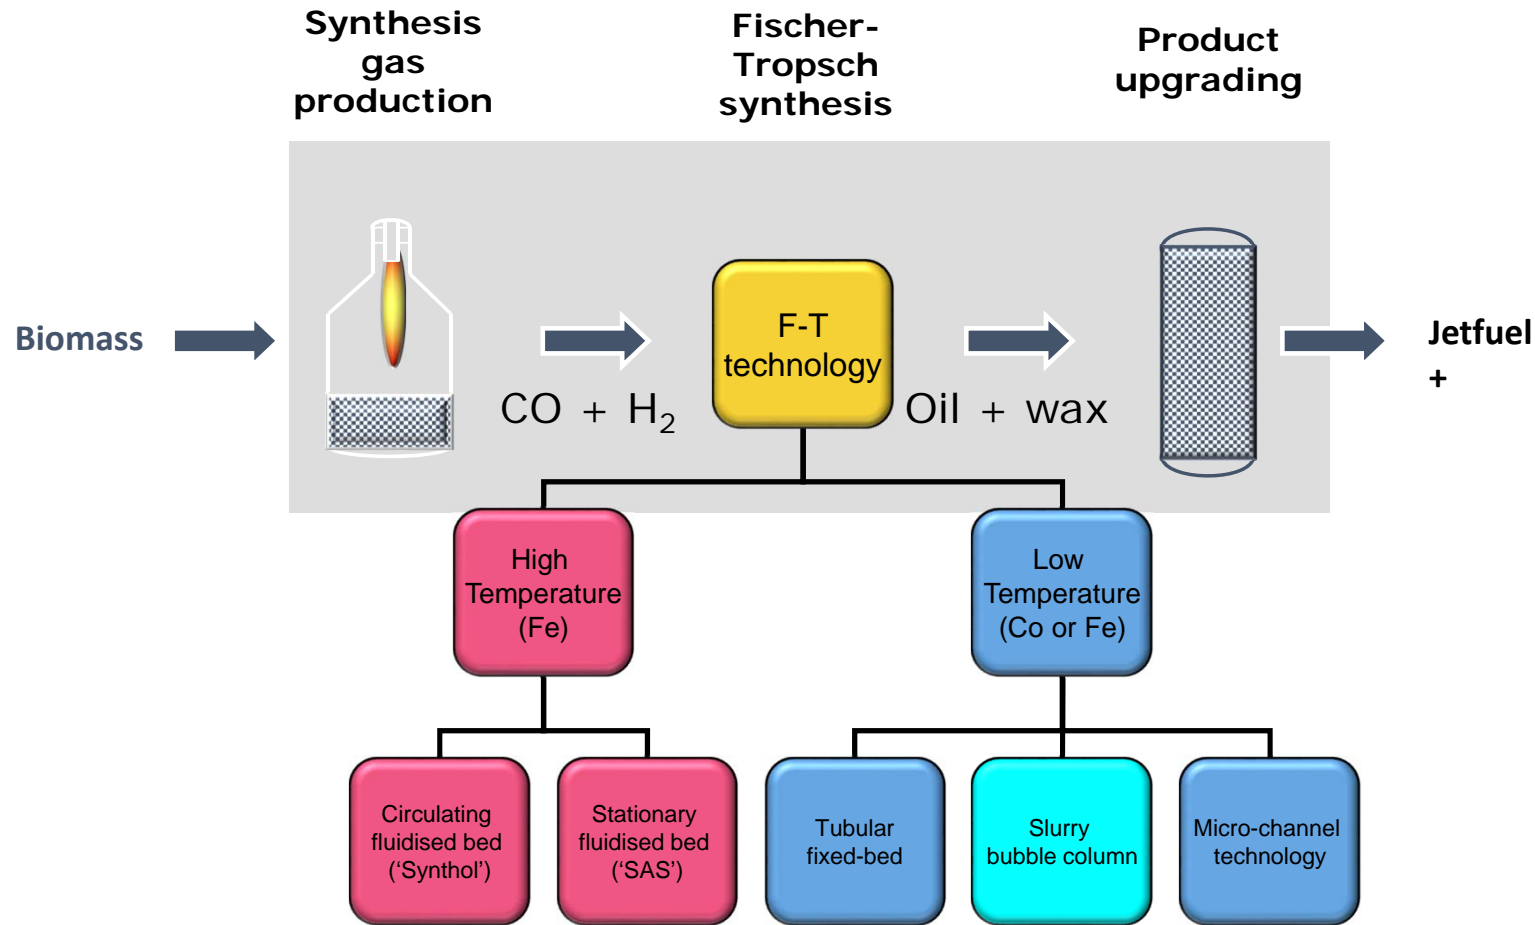 Synthesis
gas
production
Fischer-
Tropsch
synthesis
Product
upgrading
Biomass
CO + H₂
F-T
technology
Oil + wax
Jetfuel
+
High
Temperature
(Fe)
Low
Temperature
(Co or Fe)
Circulating
fluidised bed
(‘Synthol’)
Stationary
fluidised bed
(‘SAS’)
Tubular
fixed-bed
Slurry
bubble column
Micro-channel
technology